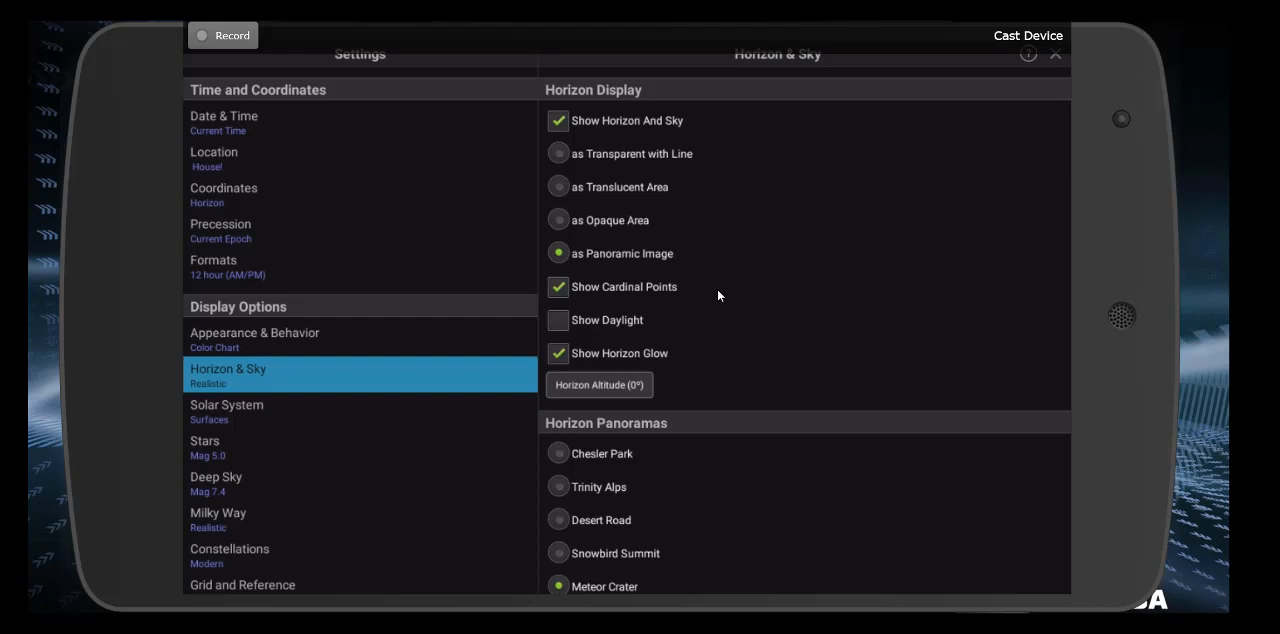 Record
Cast Device
Settings
Horizon & Sky
Time and Coordinates
Date & Time
Current Time
Location
House!
Coordinates
Horizon
Precession
Current Epoch
Formats
12 hour (AM/PM)
Display Options
Appearance & Behavior
Color Chart
Horizon & Sky
Realistic
Solar System
Surfaces
Stars
Mag 5.0
Deep Sky
Mag 7.4
Milky Way
Realistic
Constellations
Modern
Grid and Reference
Horizon Display
Show Horizon And Sky
as Transparent with Line
as Translucent Area
as Opaque Area
as Panoramic Image
Show Cardinal Points
Show Daylight
Show Horizon Glow
Horizon Altitude (0°)
Horizon Panoramas
Chesler Park
Trinity Alps
Desert Road
Snowbird Summit
Meteor Crater